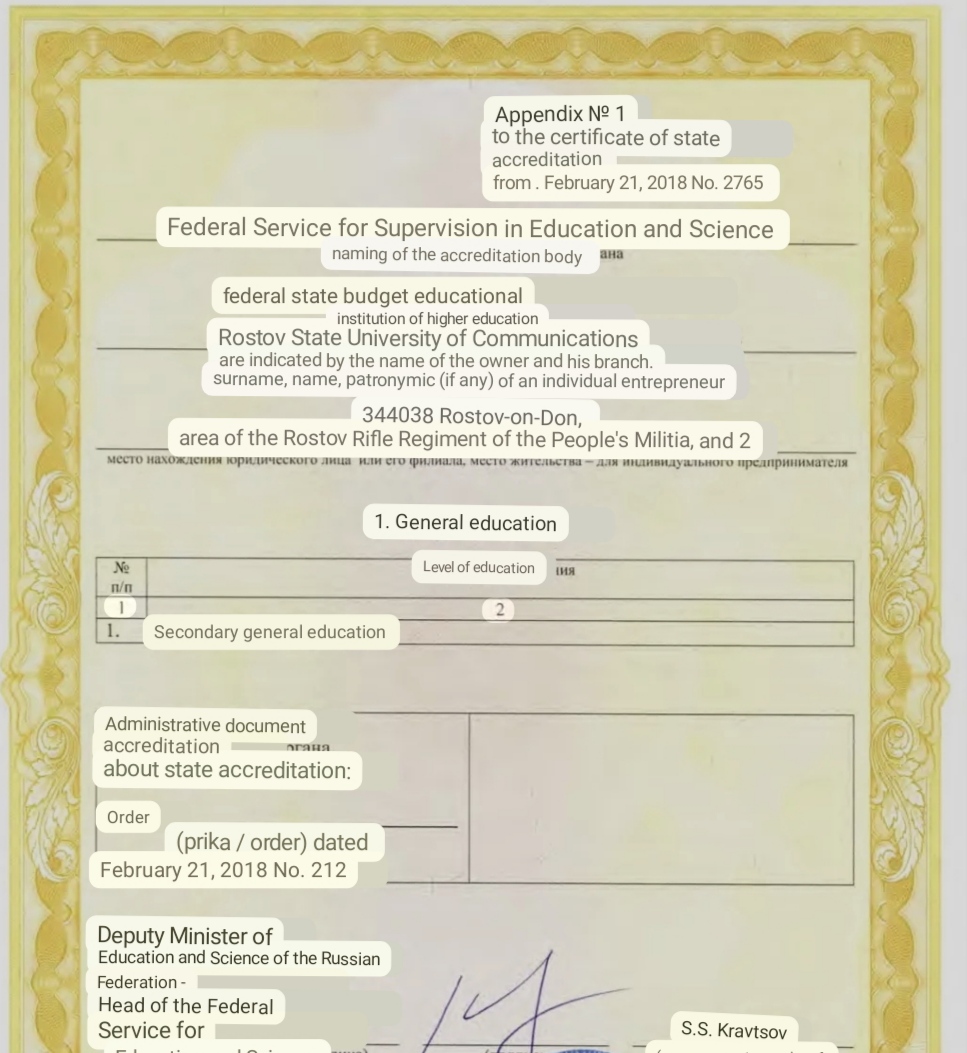 Appendix № 1
to the certificate of state
accreditation
from . February 21, 2018 No. 2765
Federal Service for Supervision in Education and Science
naming of the accreditation body ана
federal state budget educational
institution of higher education
Rostov State University of Communications
are indicated by the name of the owner and his branch.
surname, name, patronymic (if any) of an individual entrepreneur
344038 Rostov-on-Don,
area of the Rostov Rifle Regiment of the People's Militia, and 2
место нахождения юридического лица или его филиала, место жительства – для индивидуального предпринимателя
1. General education
№ Level of education ния
п/п
1 2
1. Secondary general education
Administrative document
accreditation органа
about state accreditation:
Order
(prika / order) dated
February 21, 2018 No. 212
Deputy Minister of
Education and Science of the Russian
Federation -
Head of the Federal
Service for
S.S. Kravtsov